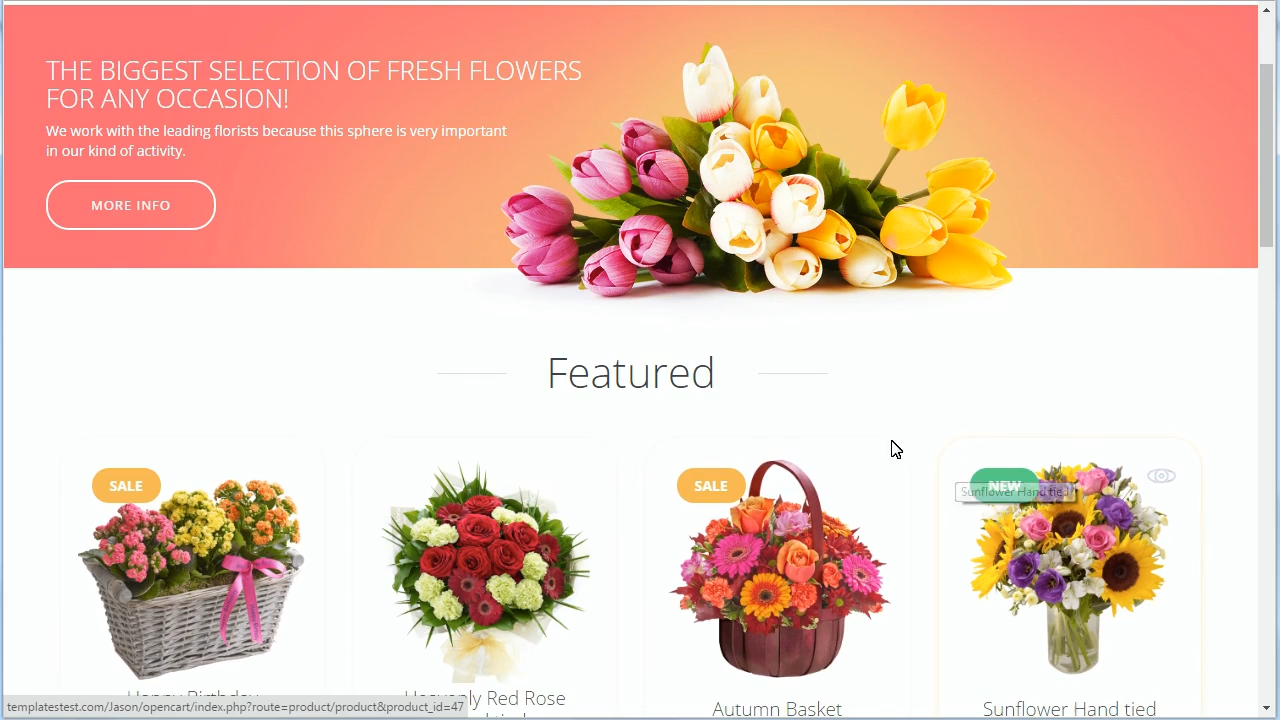 THE BIGGEST SELECTION OF FRESH FLOWERS
FOR ANY OCCASION!
We work with the leading florists because this sphere is very important
in our kind of activity.
MORE INFO
Featured
SALE
SALE
NEW
Sunflower Hand tied
Happy Birthday
Heavenly Red Rose
Autumn Basket
Sunflower Hand tied
templatestest.com/Jason/opencart/index.php?route=product/product&product_id=47